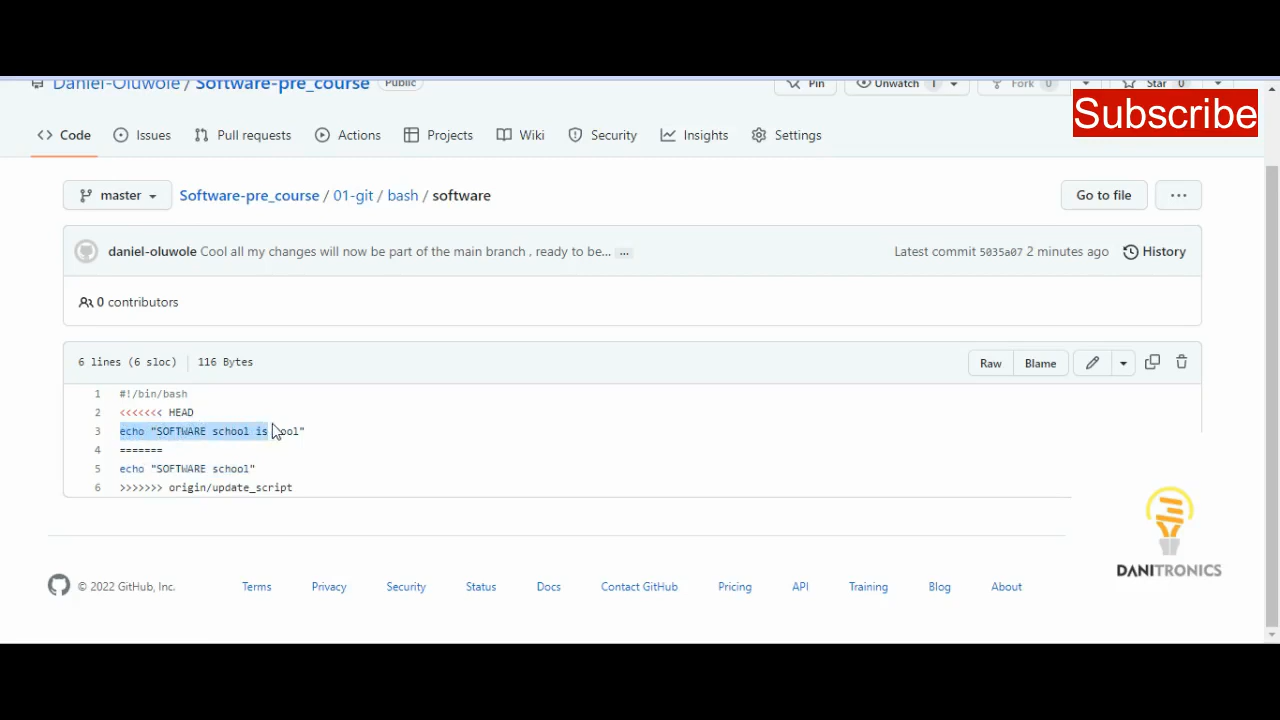 Daniel-Oluwole / Software-pre_course Public
Pin Unwatch 1 Fork 0 Star 0
Subscribe
Code Issues Pull requests Actions Projects Wiki Security Insights Settings
master Software-pre_course / 01-git / bash / software Go to file ...
daniel-oluwole Cool all my changes will now be part of the main branch , ready to be... ... Latest commit 5035a07 2 minutes ago History
0 contributors
6 lines (6 sloc) 116 Bytes Raw Blame
1 #!/bin/bash
2 <<<<<<< HEAD
3 echo "SOFTWARE school is ool"
4 =======
5 echo "SOFTWARE school"
6 >>>>>>> origin/update_script
DANITRONICS
© 2022 GitHub, Inc. Terms Privacy Security Status Docs Contact GitHub Pricing API Training Blog About